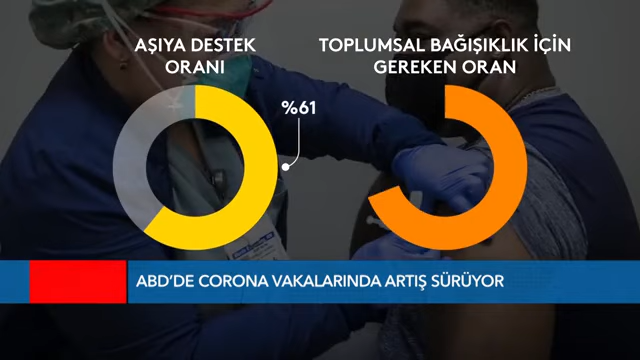 AŞIYA DESTEK
ORANI
TOPLUMSAL BAĞIŞIKLIK İÇİN
GEREKEN ORAN
%61
ABD'DE CORONA VAKALARINDA ARTIŞ SÜRÜYOR